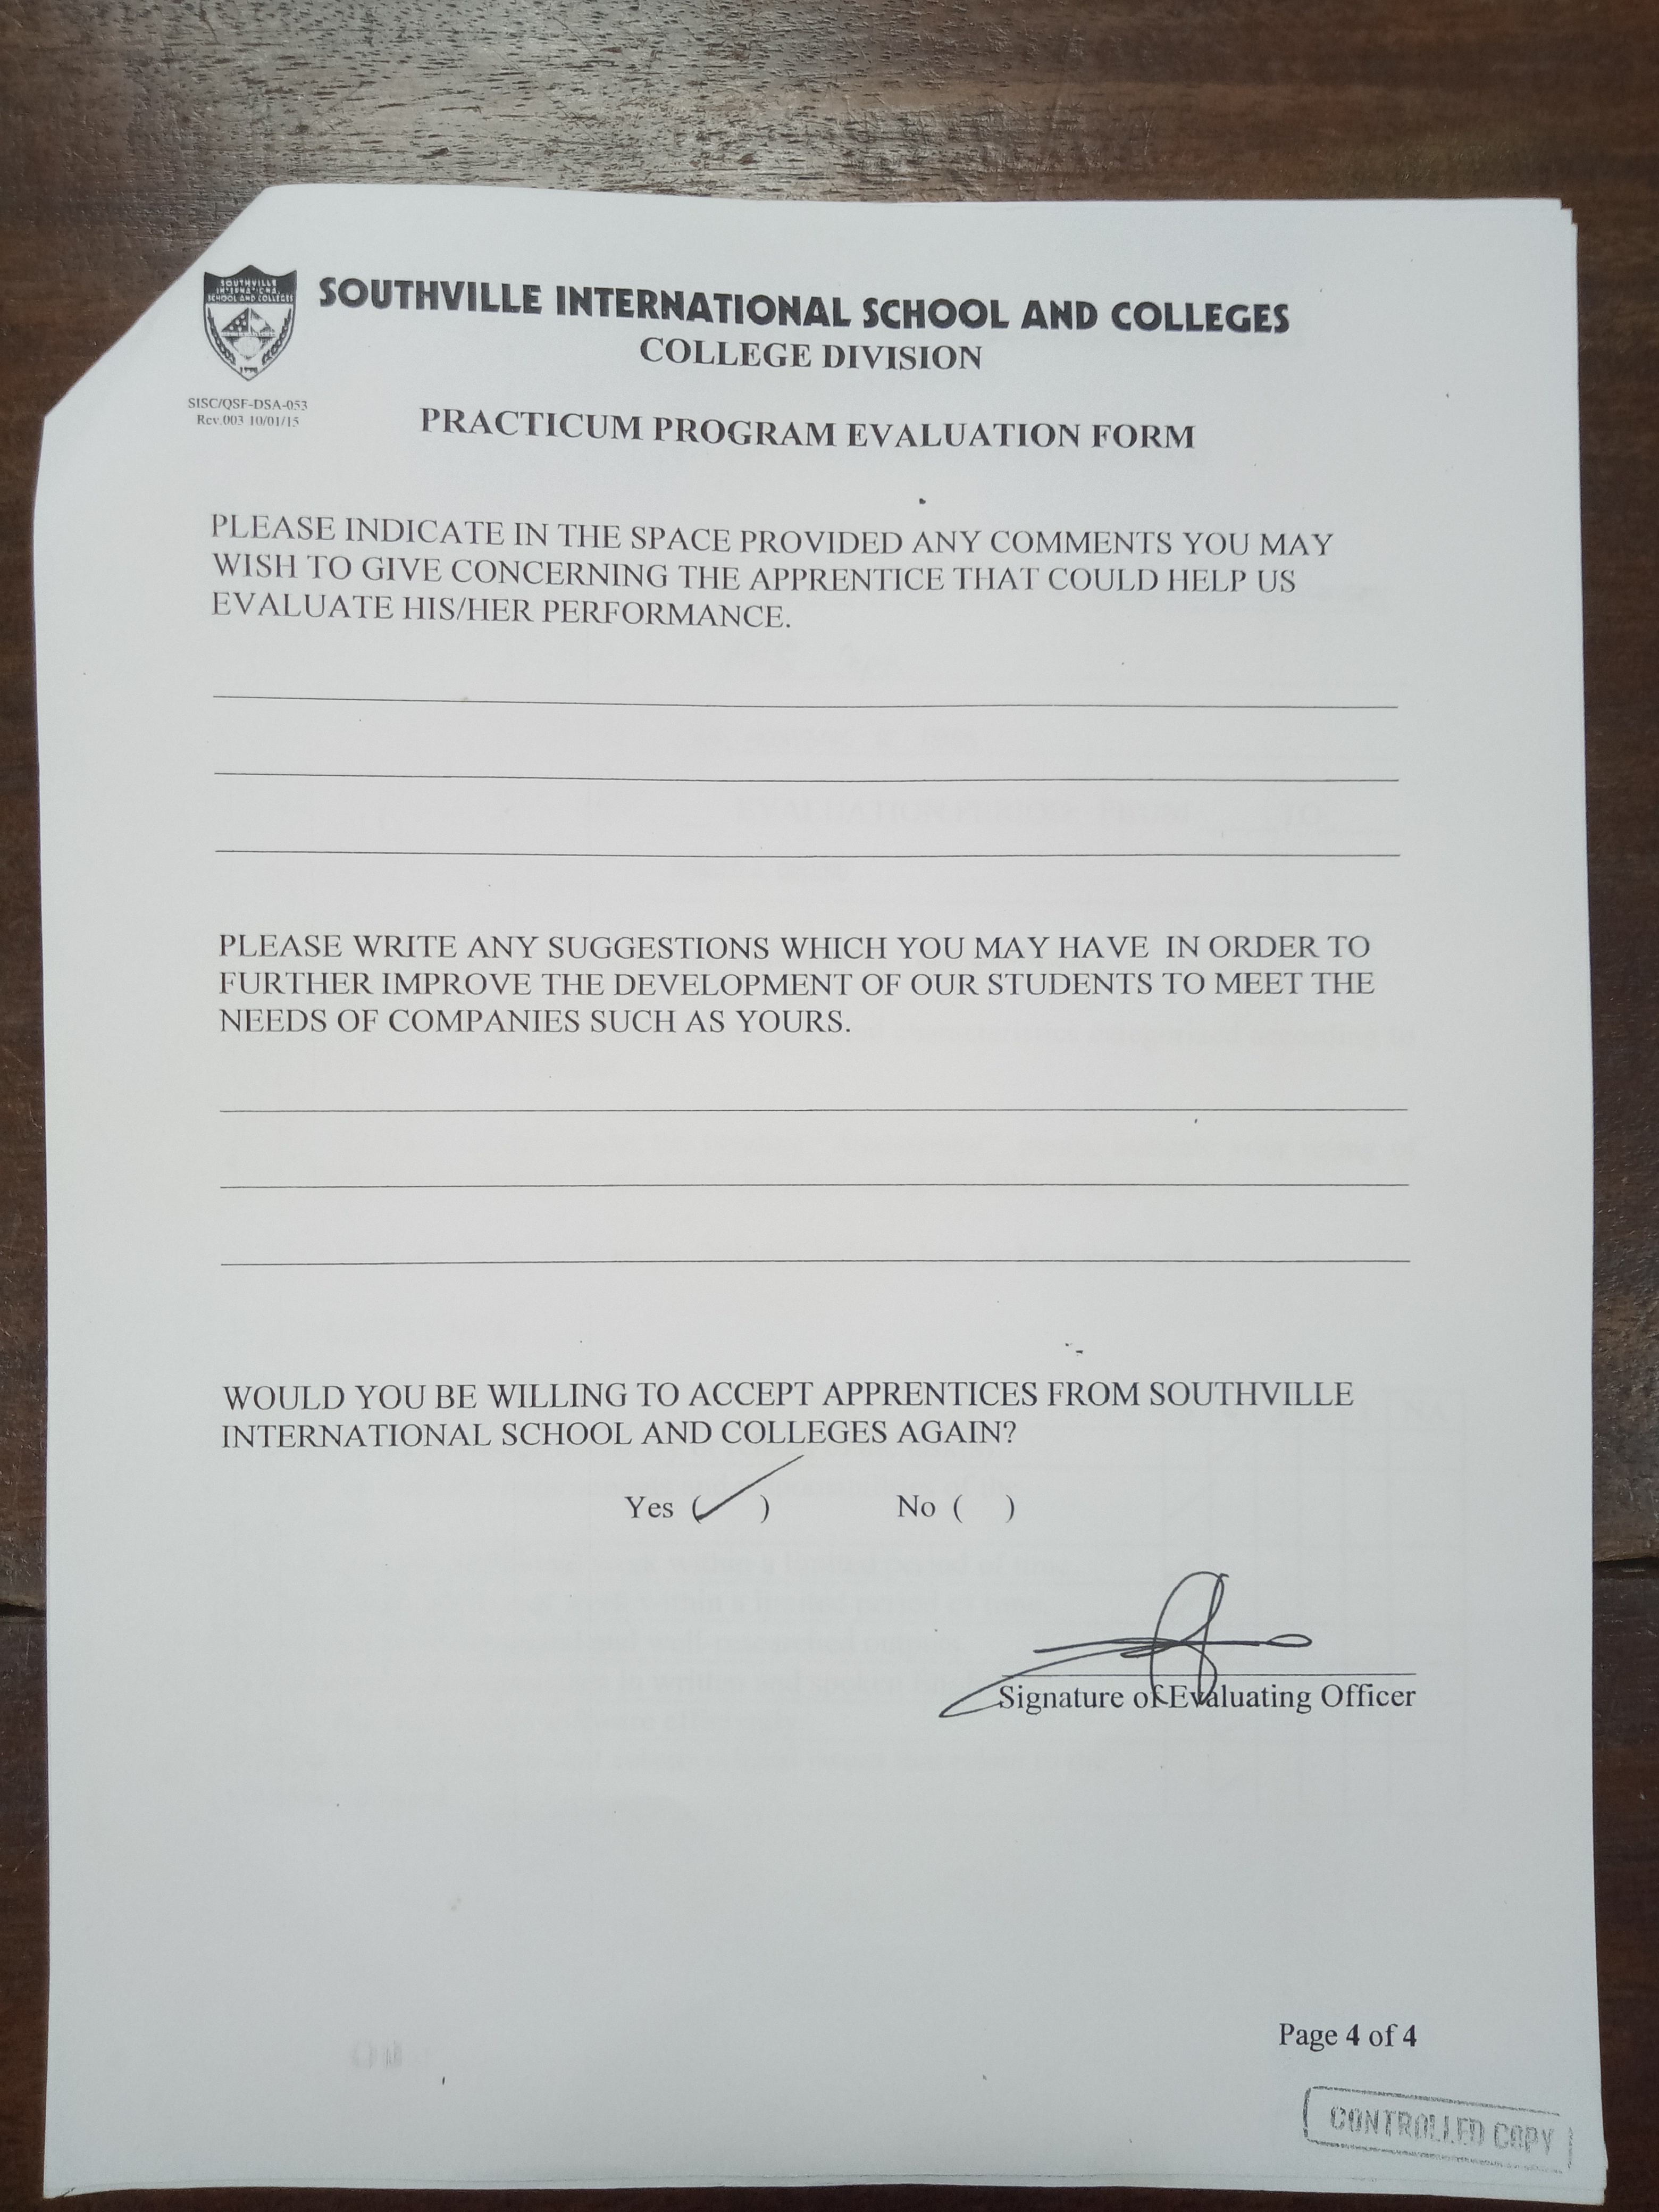 SOUTHVILLE
INTERNATIONAL
SCHOOL AND COLLEGES
SOUTHVILLE INTERNATIONAL SCHOOL AND COLLEGES
COLLEGE DIVISION
SISC/QSF-DSA-053
Rev.003 10/01/15
PRACTICUM PROGRAM EVALUATION FORM
PLEASE INDICATE IN THE SPACE PROVIDED ANY COMMENTS YOU MAY
WISH TO GIVE CONCERNING THE APPRENTICE THAT COULD HELP US
EVALUATE HIS/HER PERFORMANCE.
PLEASE WRITE ANY SUGGESTIONS WHICH YOU MAY HAVE IN ORDER TO
FURTHER IMPROVE THE DEVELOPMENT OF OUR STUDENTS TO MEET THE
NEEDS OF COMPANIES SUCH AS YOURS.
WOULD YOU BE WILLING TO ACCEPT APPRENTICES FROM SOUTHVILLE
INTERNATIONAL SCHOOL AND COLLEGES AGAIN?
Yes (✓) No ( )
Signature of Evaluating Officer
Page 4 of 4
CONTROLLED COPY